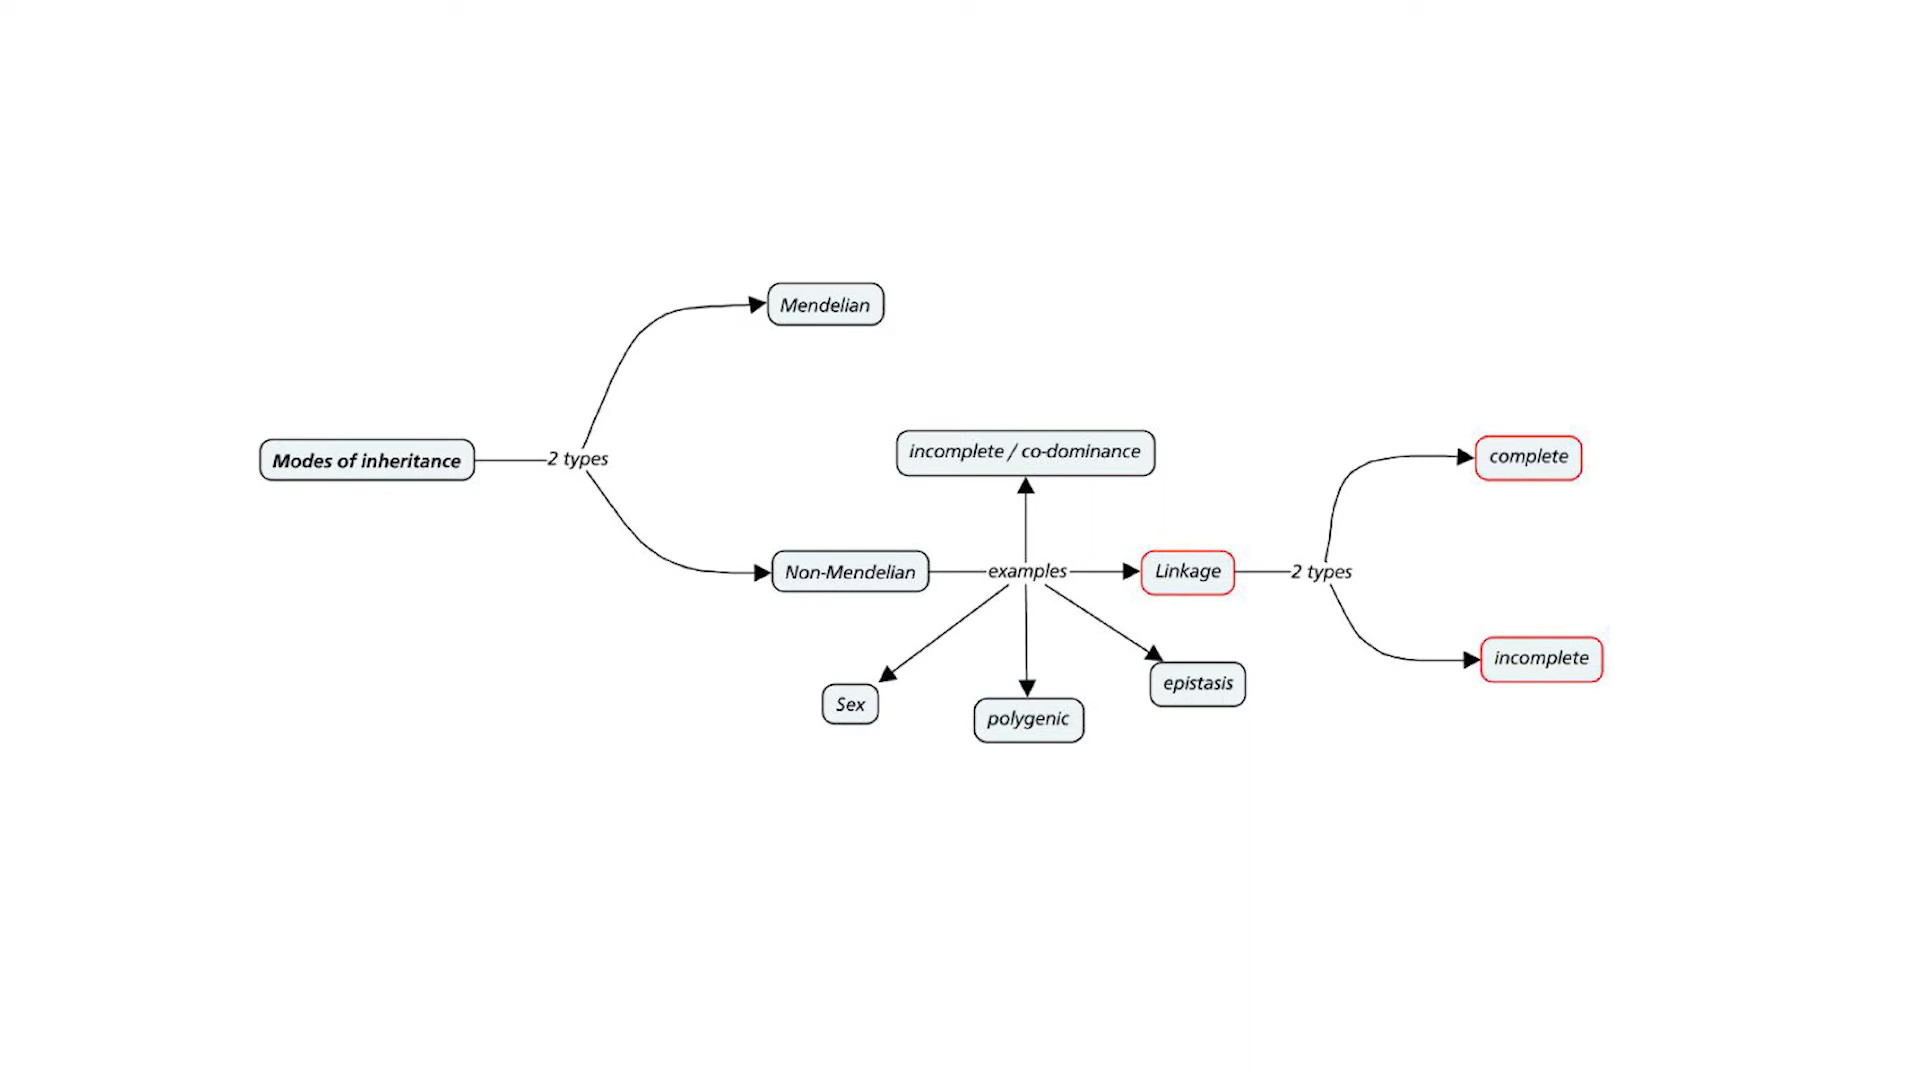 Mendelian
Modes of inheritance
2 types
incomplete / co-dominance
complete
Non-Mendelian
examples
Linkage
2 types
incomplete
epistasis
Sex
polygenic